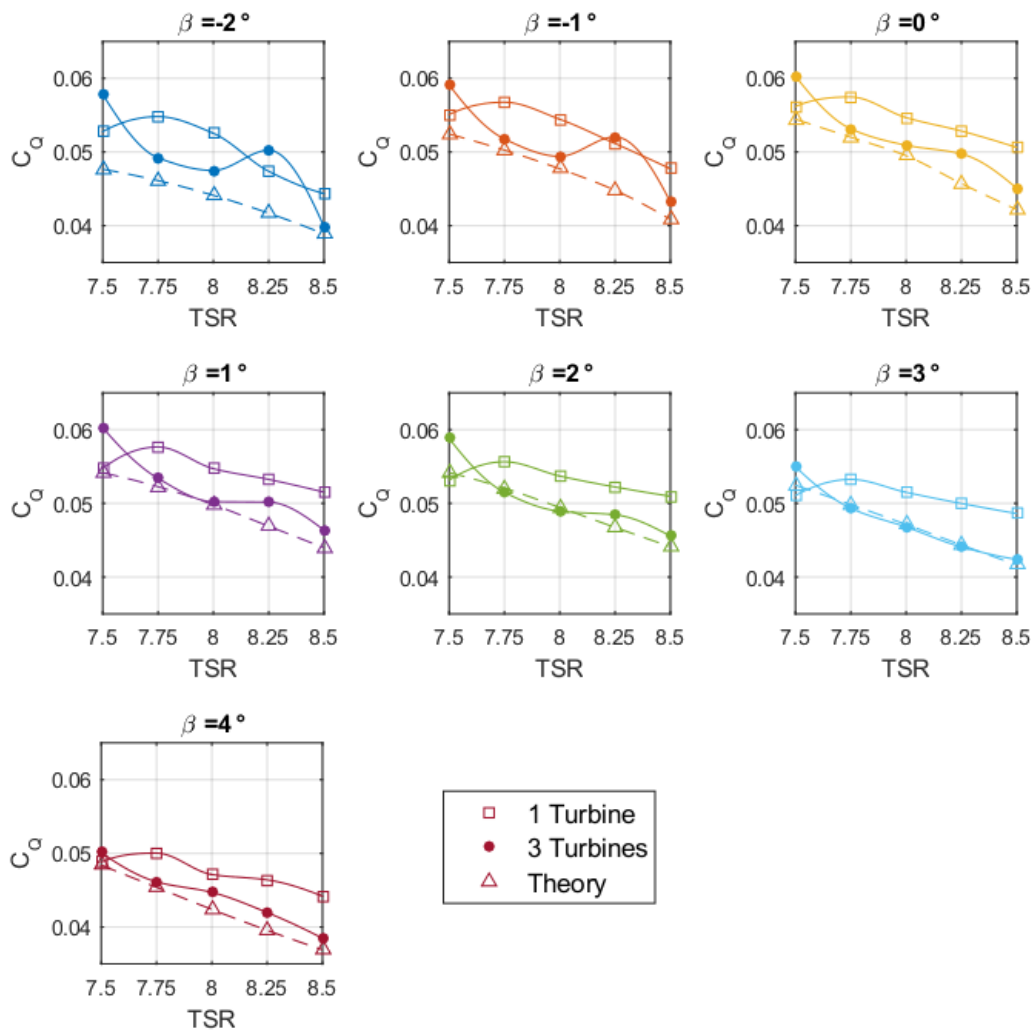 β =-2 °
β =-1 °
β =0 °
0.06
0.05
0.04
C_Q
7.5 7.75 8 8.25 8.5
TSR
0.06
0.05
0.04
C_Q
7.5 7.75 8 8.25 8.5
TSR
0.06
0.05
0.04
C_Q
7.5 7.75 8 8.25 8.5
TSR
β =1 °
β =2 °
β =3 °
0.06
0.05
0.04
C_Q
7.5 7.75 8 8.25 8.5
TSR
0.06
0.05
0.04
C_Q
7.5 7.75 8 8.25 8.5
TSR
0.06
0.05
0.04
C_Q
7.5 7.75 8 8.25 8.5
TSR
β =4 °
0.06
0.05
0.04
C_Q
7.5 7.75 8 8.25 8.5
TSR
1 Turbine
3 Turbines
Theory